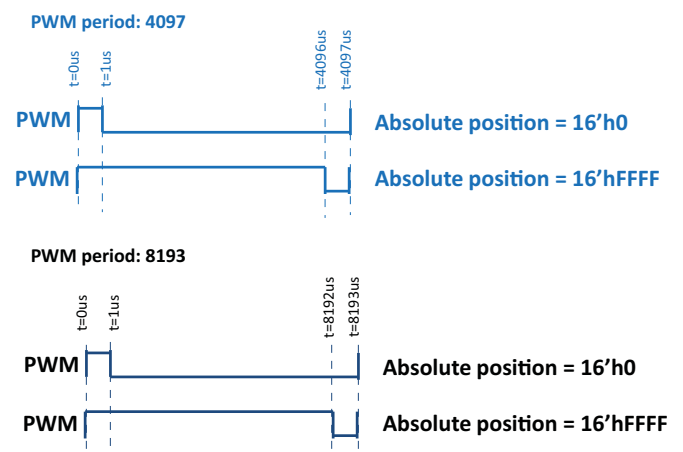 PWM period: 4097
t=0us
t=1us
t=4096us
t=4097us
PWM
Absolute position = 16'h0
PWM
Absolute position = 16'hFFFF
PWM period: 8193
t=0us
t=1us
t=8192us
t=8193us
PWM
Absolute position = 16'h0
PWM
Absolute position = 16'hFFFF